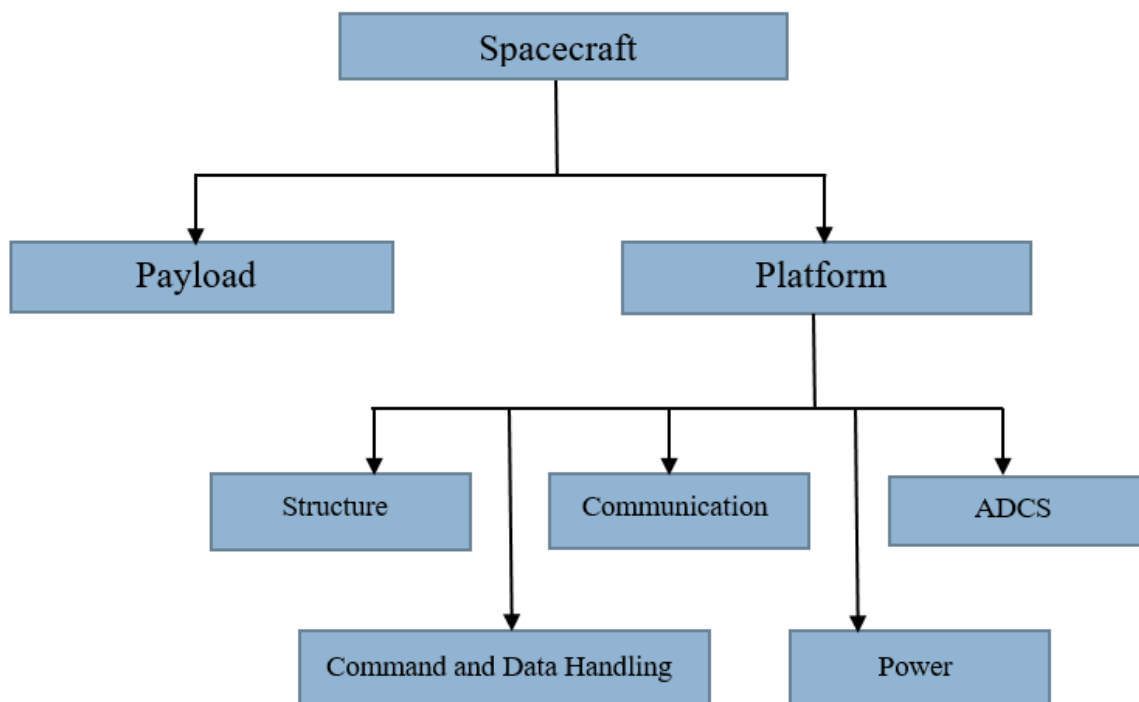 Spacecraft
Payload
Platform
Structure
Communication
ADCS
Command and Data Handling
Power